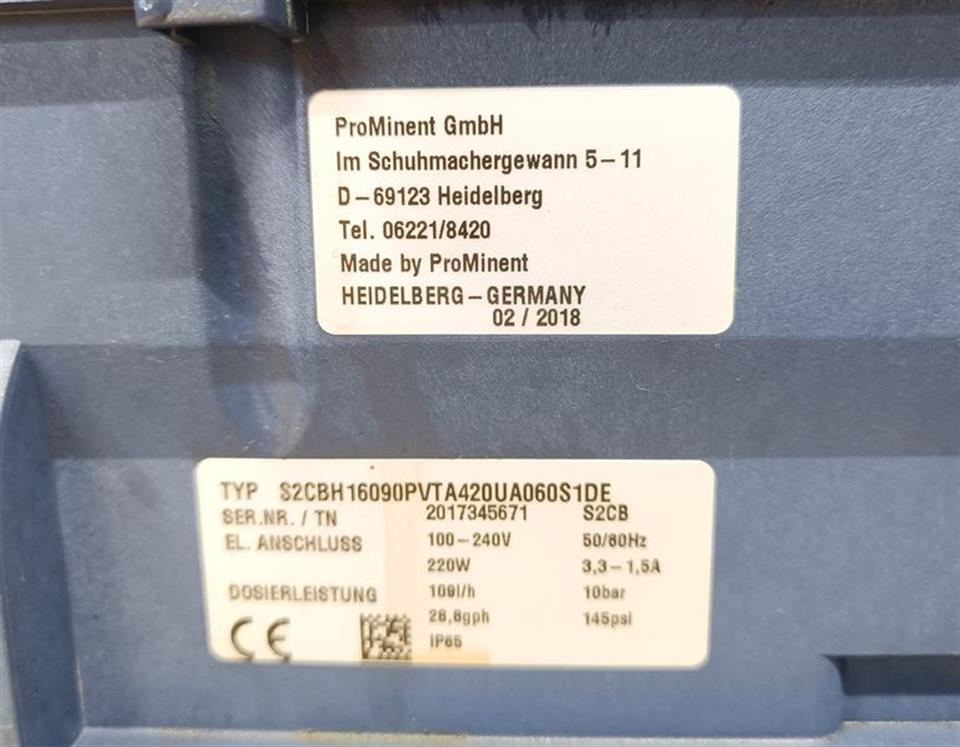 ProMinent GmbH
Im Schuhmachergewann 5-11
D-69123 Heidelberg
Tel. 06221/8420
Made by ProMinent
HEIDELBERG-GERMANY
02 / 2018
TYP S2CBH16090PVTA420UA060S1DE
SER.NR. / TN 2017345671 S2CB
EL. ANSCHLUSS 100-240V 50/60Hz
220W 3,3-1,5A
DOSIERLEISTUNG 109l/h 10bar
28,8gph 145psi
CE IP65